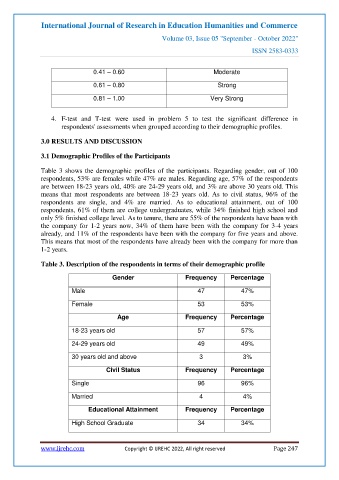 International Journal of Research in Education Humanities and Commerce
Volume 03, Issue 05 "September - October 2022"
ISSN 2583-0333
0.41 – 0.60 Moderate
0.61 – 0.80 Strong
0.81 – 1.00 Very Strong
4. F-test and T-test were used in problem 5 to test the significant difference in
respondents' assessments when grouped according to their demographic profiles.
3.0 RESULTS AND DISCUSSION
3.1 Demographic Profiles of the Participants
Table 3 shows the demographic profiles of the participants. Regarding gender, out of 100
respondents, 53% are females while 47% are males. Regarding age, 57% of the respondents
are between 18-23 years old, 40% are 24-29 years old, and 3% are above 30 years old. This
means that most respondents are between 18-23 years old. As to civil status, 96% of the
respondents are single, and 4% are married. As to educational attainment, out of 100
respondents, 61% of them are college undergraduates, while 34% finished high school and
only 5% finished college level. As to tenure, there are 55% of the respondents have been with
the company for 1-2 years now, 34% of them have been with the company for 3-4 years
already, and 11% of the respondents have been with the company for five years and above.
This means that most of the respondents have already been with the company for more than
1-2 years.
Table 3. Description of the respondents in terms of their demographic profile
Gender Frequency Percentage
Male 47 47%
Female 53 53%
Age Frequency Percentage
18-23 years old 57 57%
24-29 years old 49 49%
30 years old and above 3 3%
Civil Status Frequency Percentage
Single 96 96%
Married 4 4%
Educational Attainment Frequency Percentage
High School Graduate 34 34%
www.ijrehc.com Copyright © IJREHC 2022, All right reserved Page 247